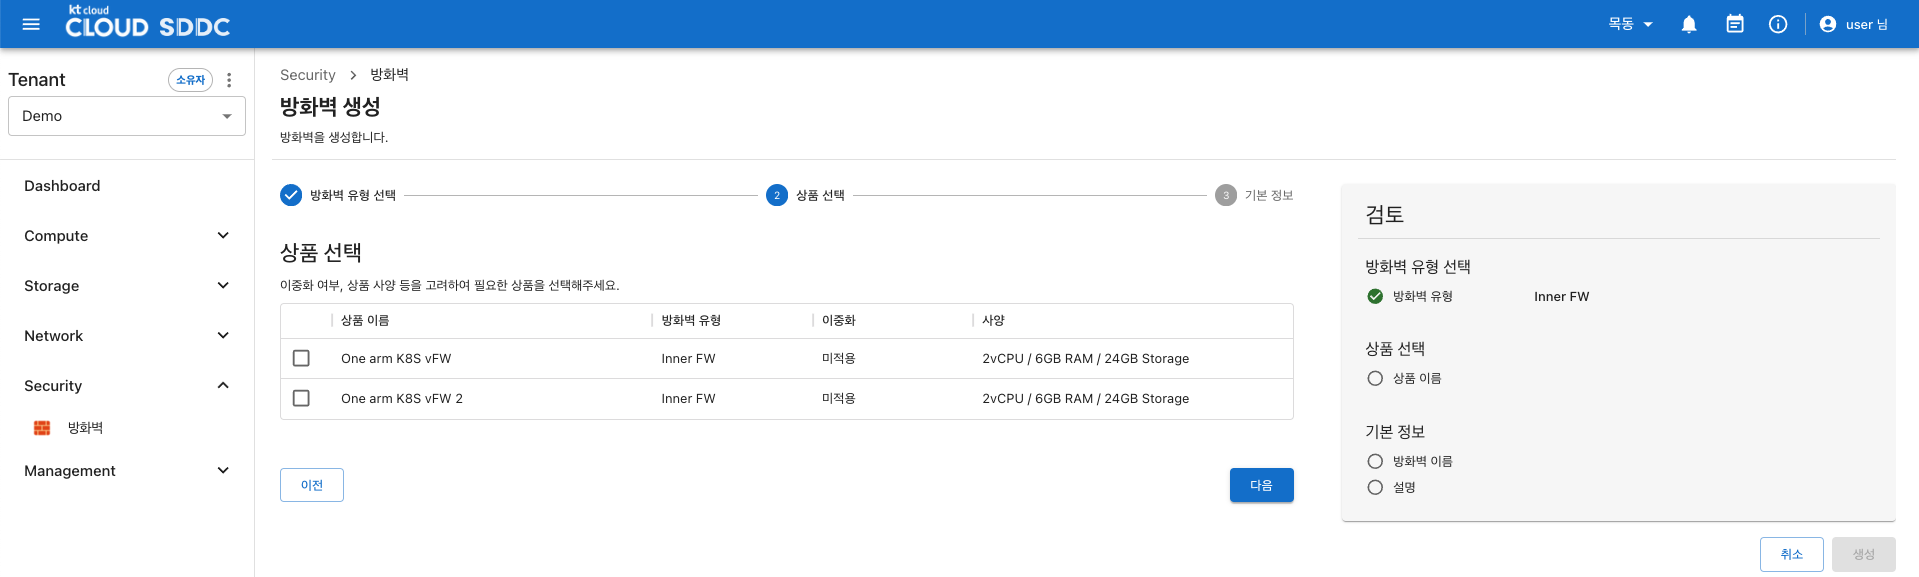 kt cloud
CLOUD SDDC
목동
user 님
Tenant
소유자
Demo
Dashboard
Compute
Storage
Network
Security
방화벽
Management
Security > 방화벽
방화벽 생성
방화벽을 생성합니다.
방화벽 유형 선택
2 상품 선택
3 기본 정보
상품 선택
이중화 여부, 상품 사양 등을 고려하여 필요한 상품을 선택해주세요.
상품 이름 방화벽 유형 이중화 사양
One arm K8S vFW Inner FW 미적용 2vCPU / 6GB RAM / 24GB Storage
One arm K8S vFW 2 Inner FW 미적용 2vCPU / 6GB RAM / 24GB Storage
이전
다음
검토
방화벽 유형 선택
방화벽 유형 Inner FW
상품 선택
상품 이름
기본 정보
방화벽 이름
설명
취소
생성